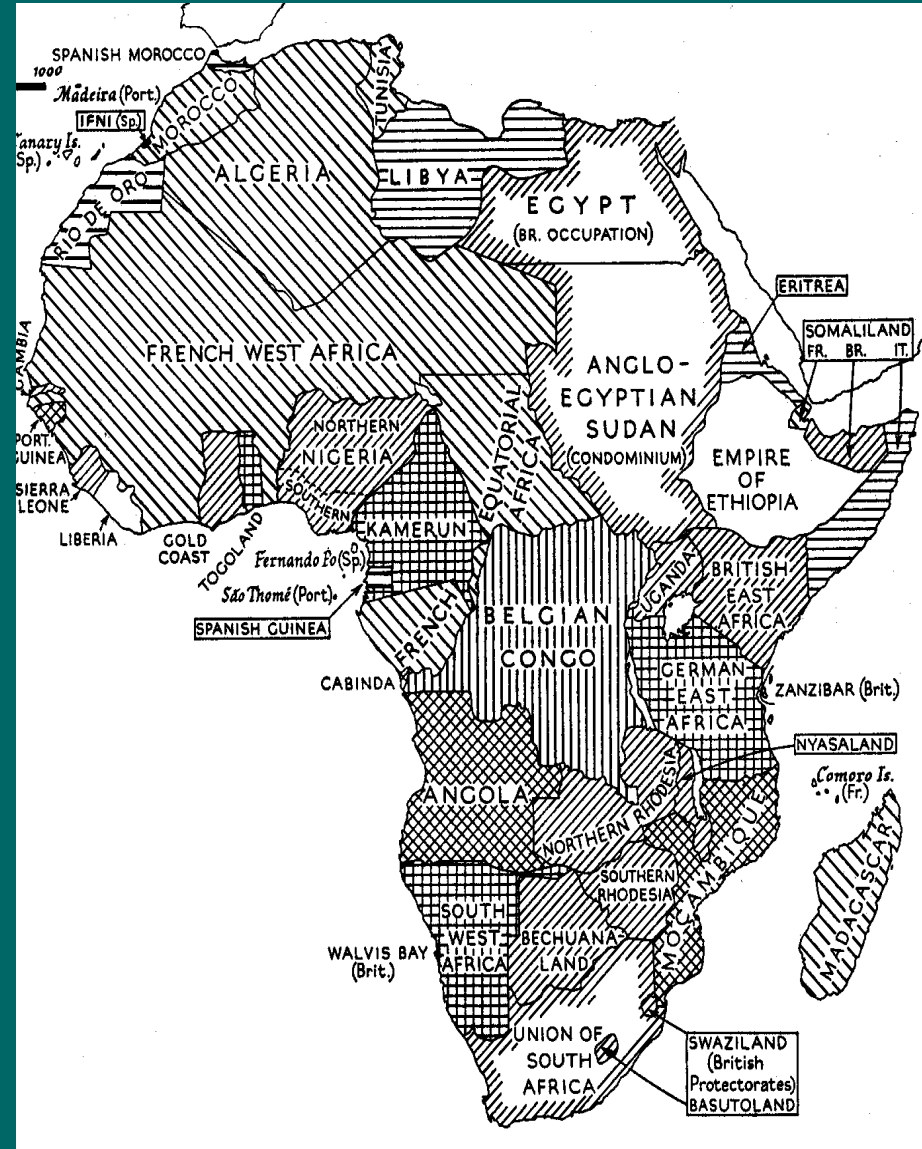 SPANISH MOROCCO
1000
Madeira (Port.)
IFNI (Sp.)
MOROCCO
TUNISIA
Canary Is.
(Sp.)
RIO DE ORO
ALGERIA
LIBYA
EGYPT
(BR. OCCUPATION)
ERITREA
SOMALILAND
FR. BR. IT.
GAMBIA
FRENCH WEST AFRICA
ANGLO-
EGYPTIAN
SUDAN
(CONDOMINIUM)
EMPIRE
OF
ETHIOPIA
PORT.
GUINEA
SIERRA
LEONE
LIBERIA
GOLD
COAST
TOGOLAND
NORTHERN
NIGERIA
SOUTHERN
KAMERUN
FRENCH
EQUATORIAL
AFRICA
Fernando Po (Sp.)
São Thomé (Port)
SPANISH GUINEA
CABINDA
BELGIAN
CONGO
UGANDA
BRITISH
EAST
AFRICA
GERMAN
EAST
AFRICA
ZANZIBAR (Brit.)
NYASALAND
Comoro Is.
(Fr.)
ANGOLA
NORTHERN RHODESIA
SOUTHERN
RHODESIA
MOÇAMBIQUE
MADAGASCAR
SOUTH
WEST
AFRICA
WALVIS BAY
(Brit.)
BECHUANA-
LAND
UNION OF
SOUTH
AFRICA
SWAZILAND
(British
Protectorates)
BASUTOLAND